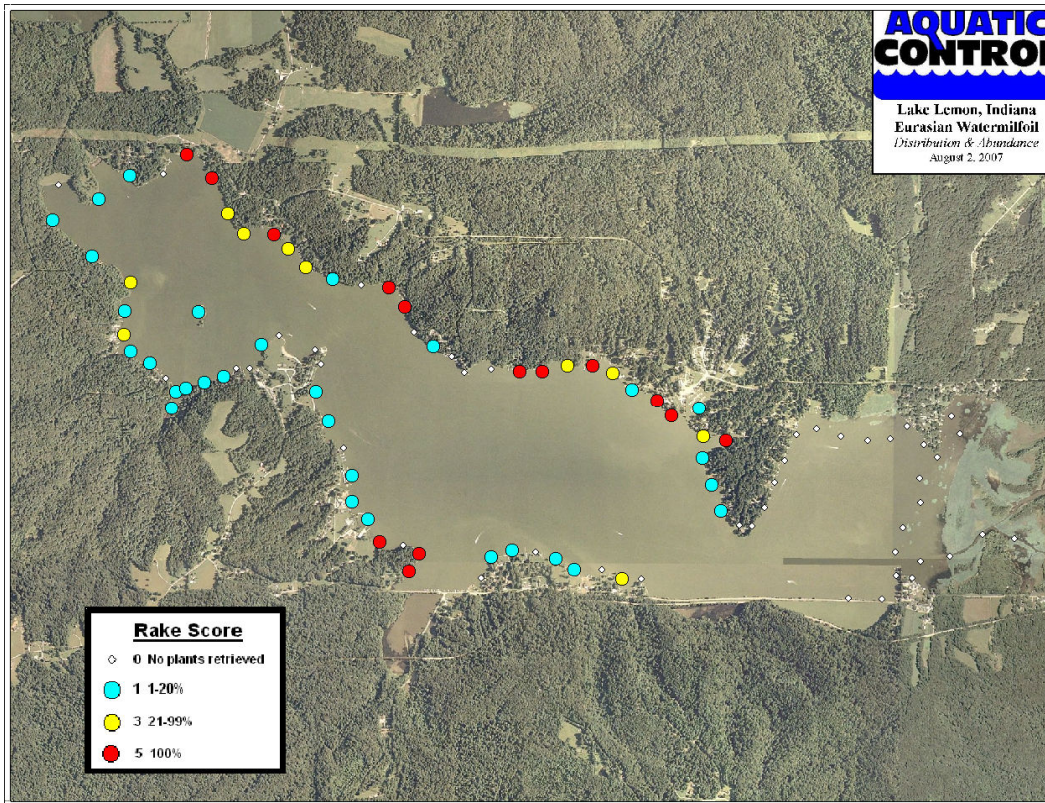 AQUATIC
CONTROL
Lake Lemon, Indiana
Eurasian Watermilfoil
Distribution & Abundance
August 2, 2007
Rake Score
0 No plants retrieved
1 1-20%
3 21-99%
5 100%